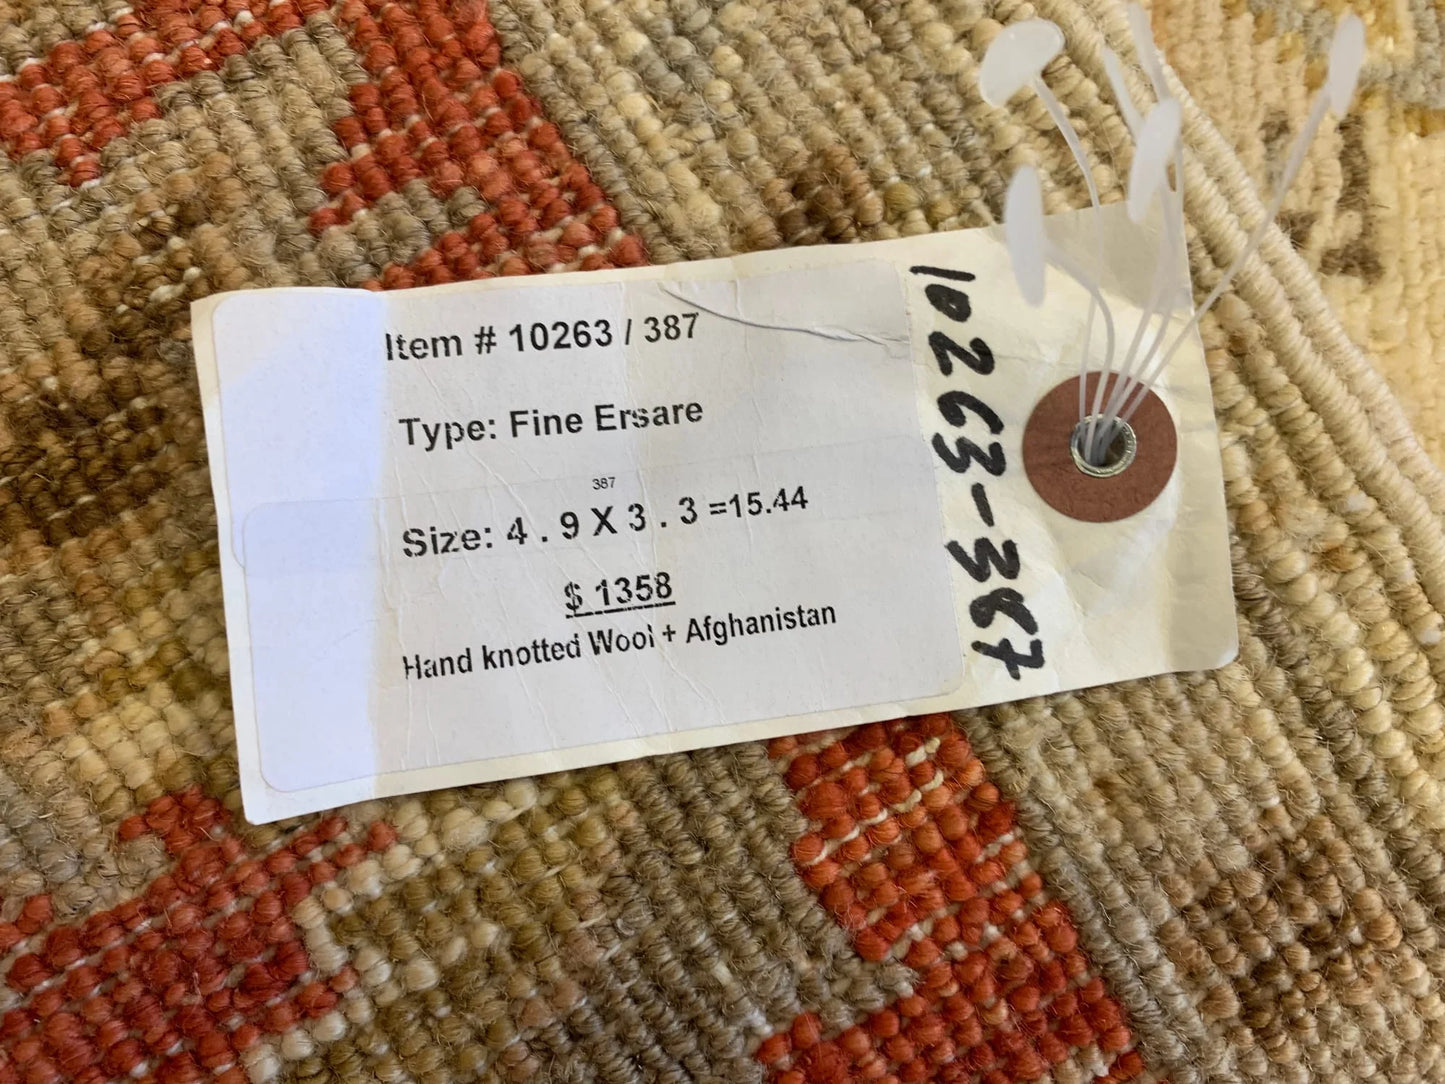 Item # 10263 / 387
Type: Fine Ersare
387
Size: 4 . 9 X 3 . 3 =15.44
$ 1358
Hand knotted Wool + Afghanistan
10263-387